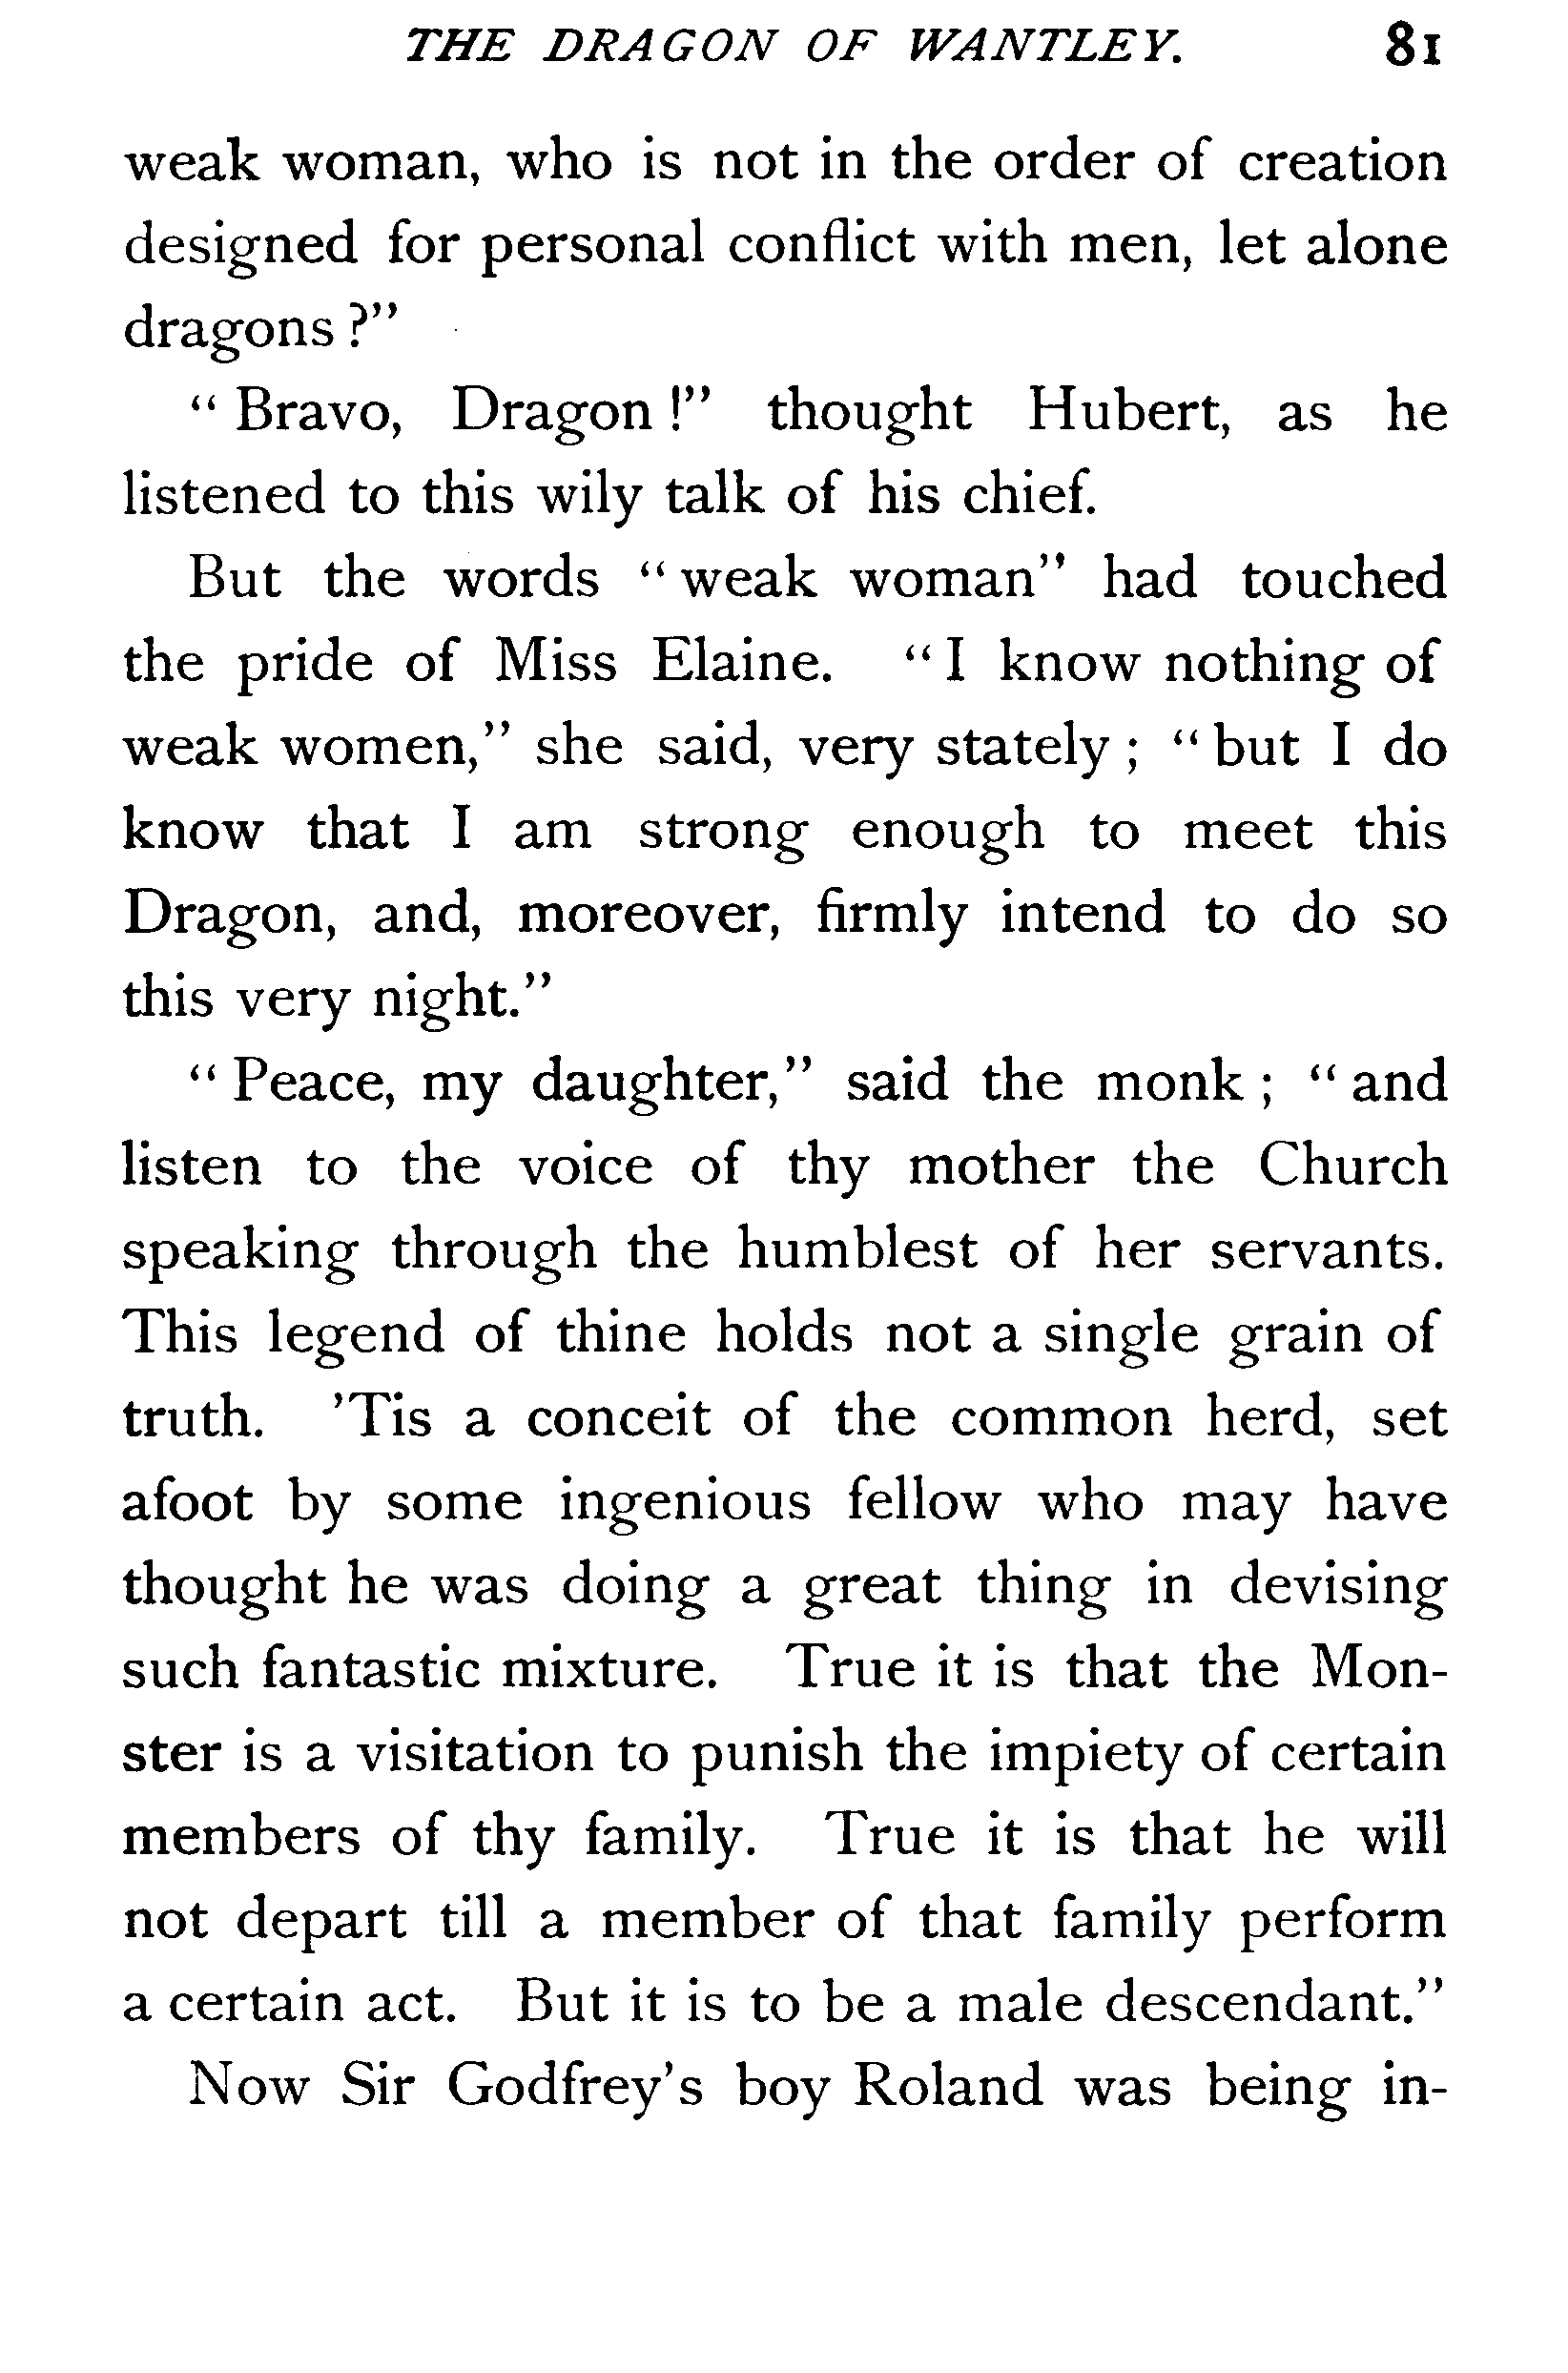 THE DRAGON OF WANTLEY. 81
weak woman, who is not in the order of creation
designed for personal conflict with men, let alone
dragons ?”
“ Bravo, Dragon !” thought Hubert, as he
listened to this wily talk of his chief.
But the words “ weak woman” had touched
the pride of Miss Elaine. “ I know nothing of
weak women,” she said, very stately ; “ but I do
know that I am strong enough to meet this
Dragon, and, moreover, firmly intend to do so
this very night.”
“ Peace, my daughter,” said the monk ; “ and
listen to the voice of thy mother the Church
speaking through the humblest of her servants.
This legend of thine holds not a single grain of
truth. ’Tis a conceit of the common herd, set
afoot by some ingenious fellow who may have
thought he was doing a great thing in devising
such fantastic mixture. True it is that the Mon-
ster is a visitation to punish the impiety of certain
members of thy family. True it is that he will
not depart till a member of that family perform
a certain act. But it is to be a male descendant.”
Now Sir Godfrey’s boy Roland was being in-